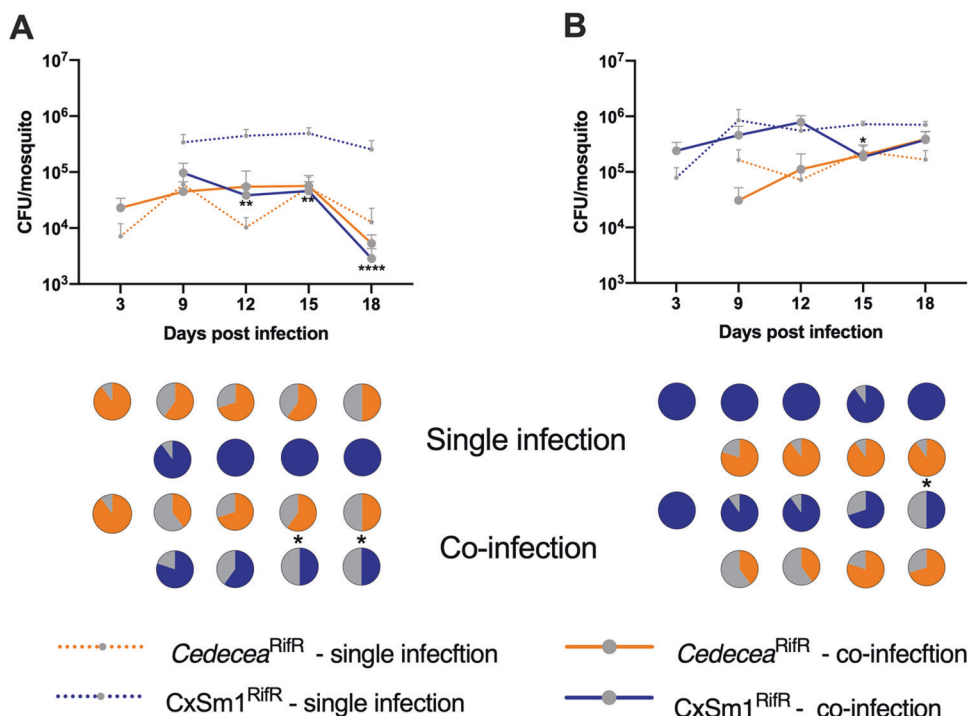 A
B
CFU/mosquito
10^7
10^6
10^5
10^4
10^3
**
**
****
3 9 12 15 18
Days post infection
CFU/mosquito
10^7
10^6
10^5
10^4
10^3
*
3 9 12 15 18
Days post infection
Single infection
*
* *
Co-infection
Cedecea^RifR - single infecftion
Cedecea^RifR - co-infecftion
CxSm1^RifR - single infection
CxSm1^RifR - co-infection